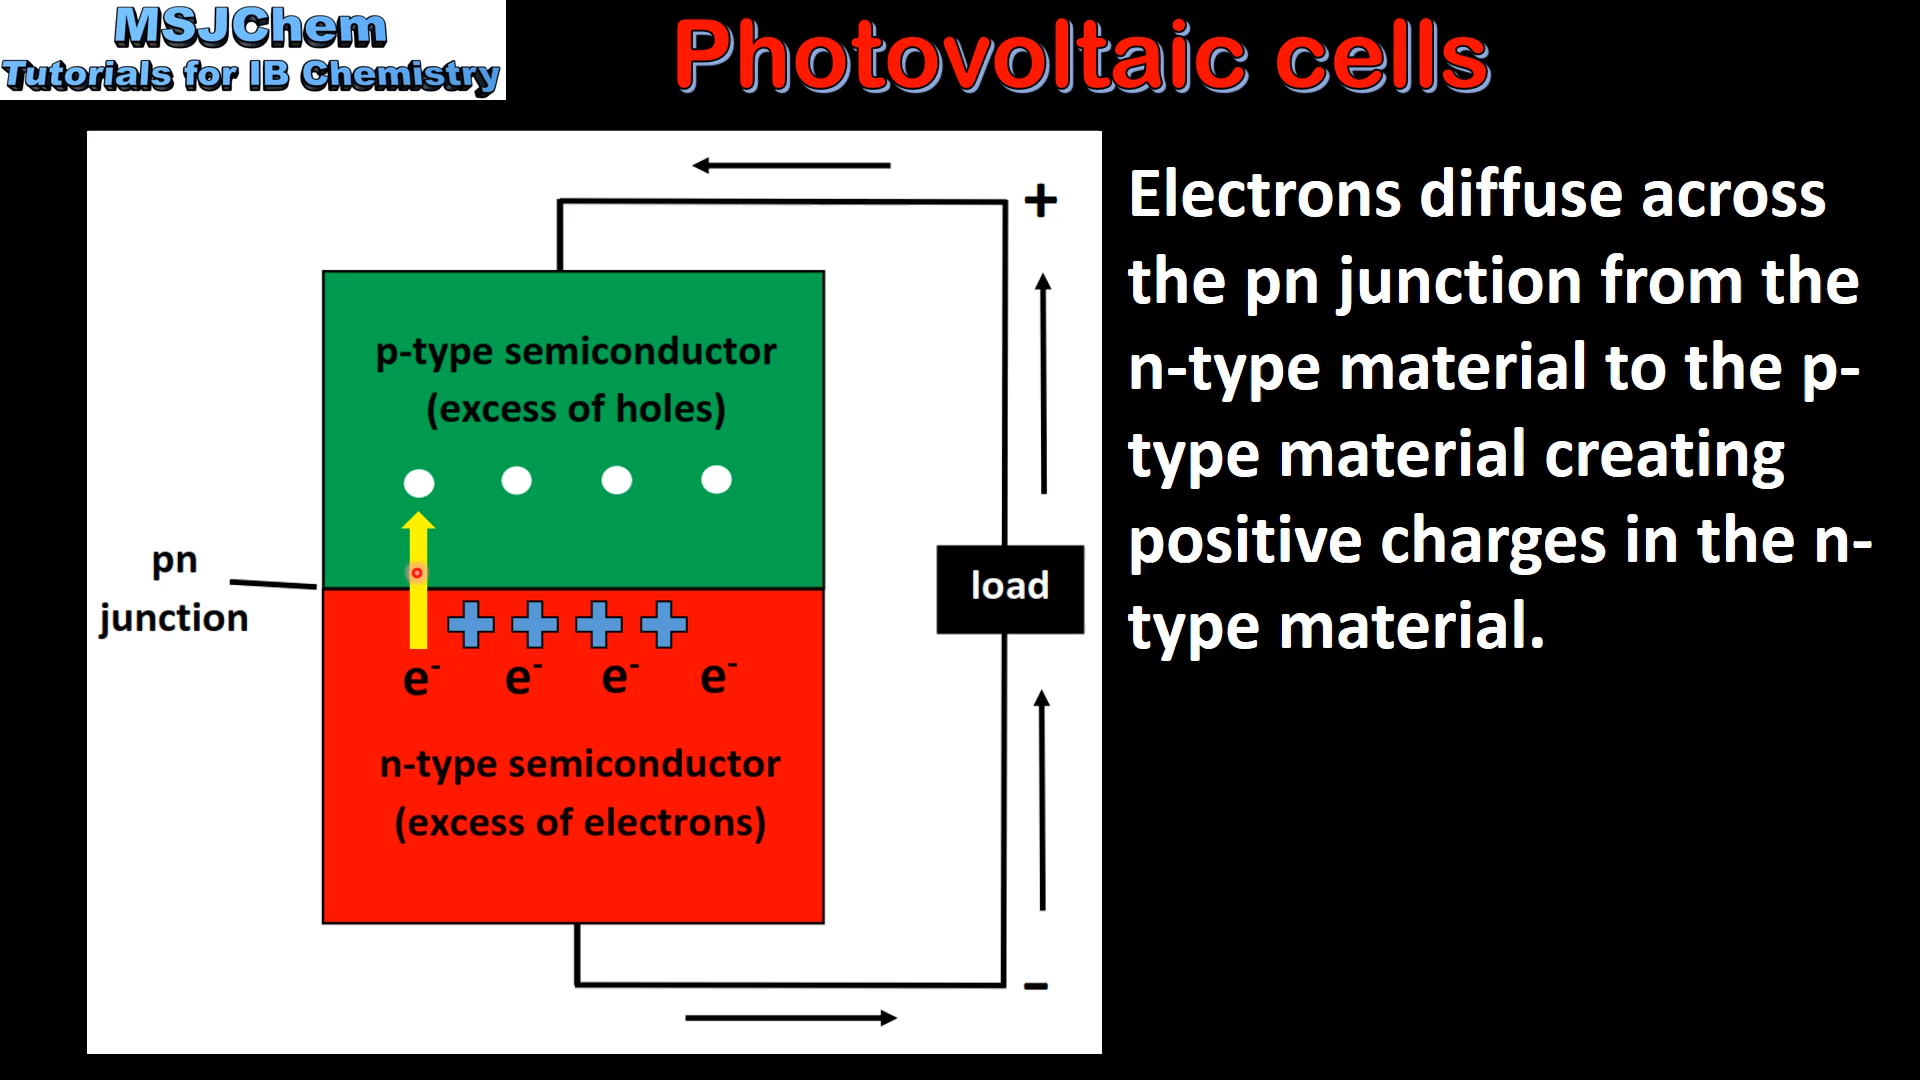 MSJChem
Tutorials for IB Chemistry
Photovoltaic cells
+
p-type semiconductor
(excess of holes)
pn
junction
load
e- e- e- e-
n-type semiconductor
(excess of electrons)
-
Electrons diffuse across
the pn junction from the
n-type material to the p-
type material creating
positive charges in the n-
type material.